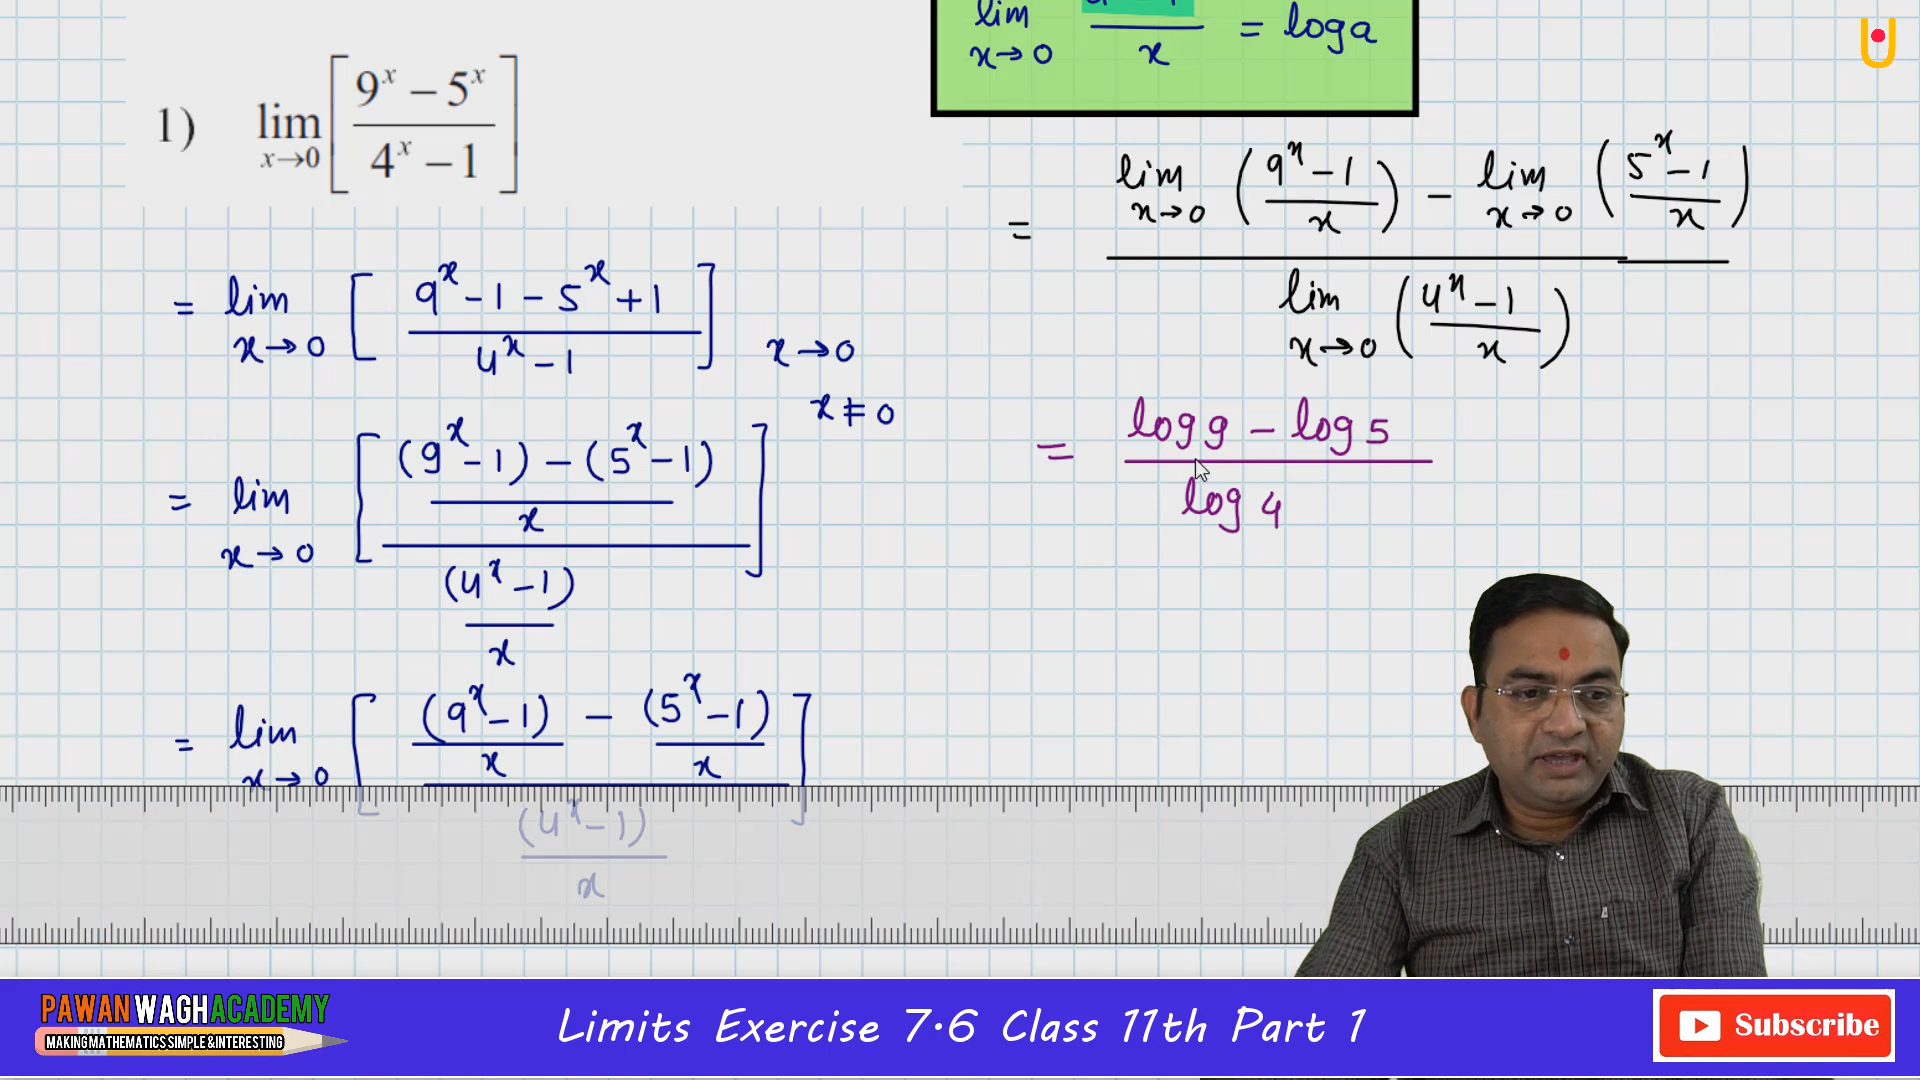 lim x→0 /x = log a
1) lim x→0 [ (9^x − 5^x) / (4^x − 1) ]
= lim x→0 [ (9^x − 1 − 5^x + 1) / (4^x − 1) ]
x → 0
x ≠ 0
= lim x→0 [ ((9^x − 1) − (5^x − 1)) / x / ((4^x − 1) / x) ]
= lim x→0 [ ((9^x − 1) / x − (5^x − 1) / x) / ((4^x − 1) / x) ]
= ( lim x→0 ((9^x − 1) / x) − lim x→0 ((5^x − 1) / x) ) / ( lim x→0 ((4^x − 1) / x) )
= (log 9 − log 5) / log 4
PAWAN WAGH ACADEMY
MAKING MATHEMATICS SIMPLE & INTERESTING
Limits Exercise 7.6 Class 11th Part 1
Subscribe